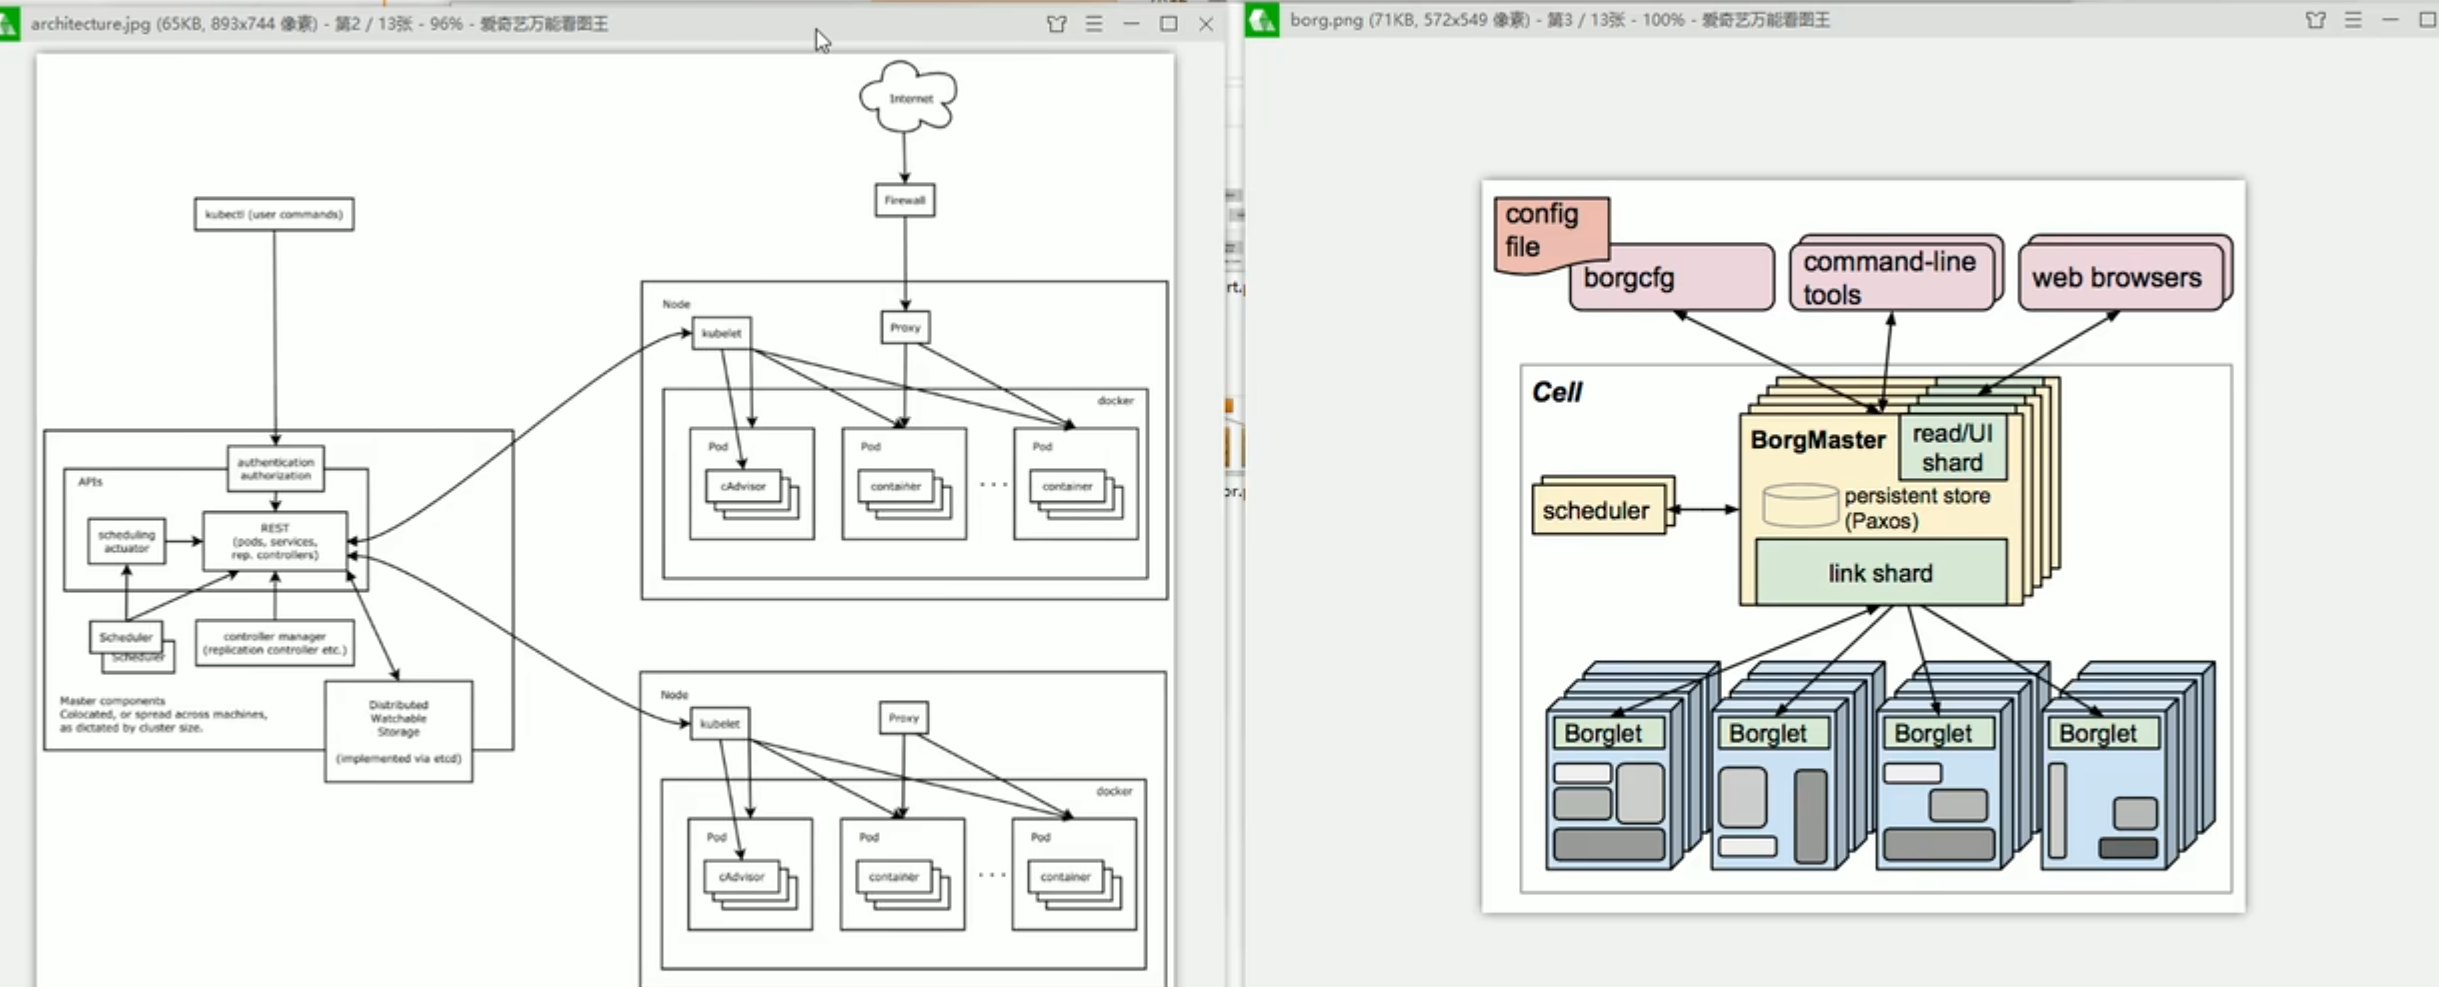 architecture.jpg (65KB, 893x744 像素) - 第2 / 13张 - 96% - 爱奇艺万能看图王
Internet
Firewall
kubectl (user commands)
authentication
authorization
APIs
scheduling
actuator
REST
(pods, services,
rep. controllers)
Scheduler
Scheduler
controller manager
(replication controller etc.)
Master components
Colocated, or spread across machines,
as dictated by cluster size.
Distributed
Watchable
Storage
(implemented via etcd)
Node
kubelet
Proxy
docker
Pod
cAdvisor
Pod
container
. . .
Pod
container
Node
kubelet
Proxy
docker
Pod
cAdvisor
Pod
container
. . .
Pod
container
borg.png (71KB, 572x549 像素) - 第3 / 13张 - 100% - 爱奇艺万能看图王
config
file
borgcfg
command-line
tools
web browsers
Cell
BorgMaster
read/UI
shard
scheduler
persistent store
(Paxos)
link shard
Borglet
Borglet
Borglet
Borglet